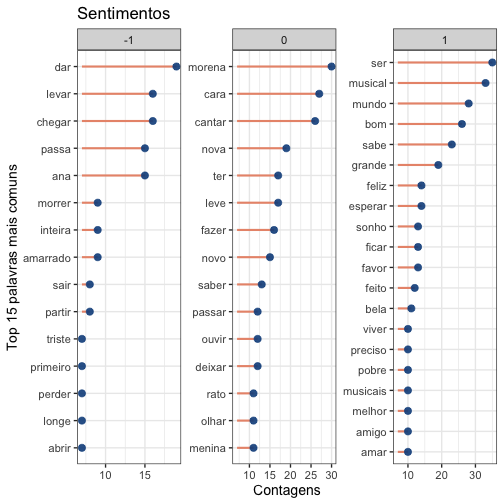 Sentimentos
-1
0
1
Top 15 palavras mais comuns
dar
levar
chegar
passa
ana
morrer
inteira
amarrado
sair
partir
triste
primeiro
perder
longe
abrir
10 15
morena
cara
cantar
nova
ter
leve
fazer
novo
saber
passar
ouvir
deixar
rato
olhar
menina
10 15 20 25 30
ser
musical
mundo
bom
sabe
grande
feliz
esperar
sonho
ficar
favor
feito
bela
viver
preciso
pobre
musicais
melhor
amigo
amar
10 20 30
Contagens